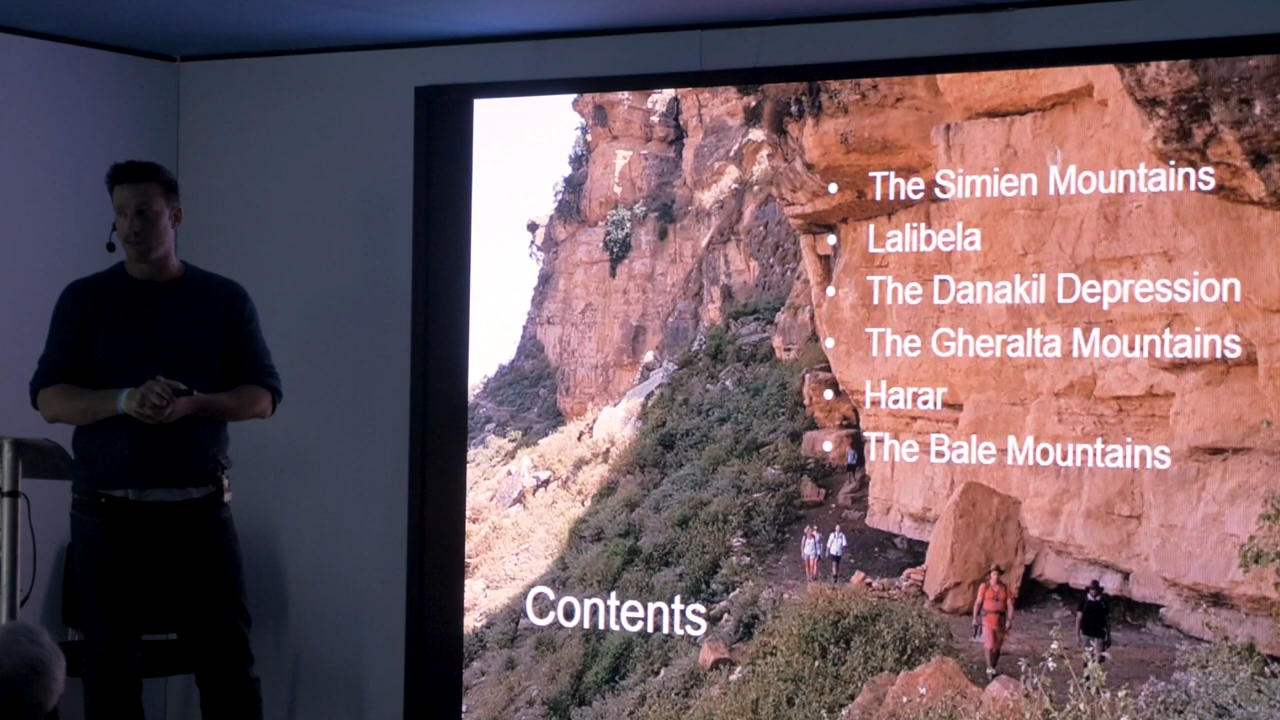 • The Simien Mountains
• Lalibela
• The Danakil Depression
• The Gheralta Mountains
• Harar
• The Bale Mountains
Contents